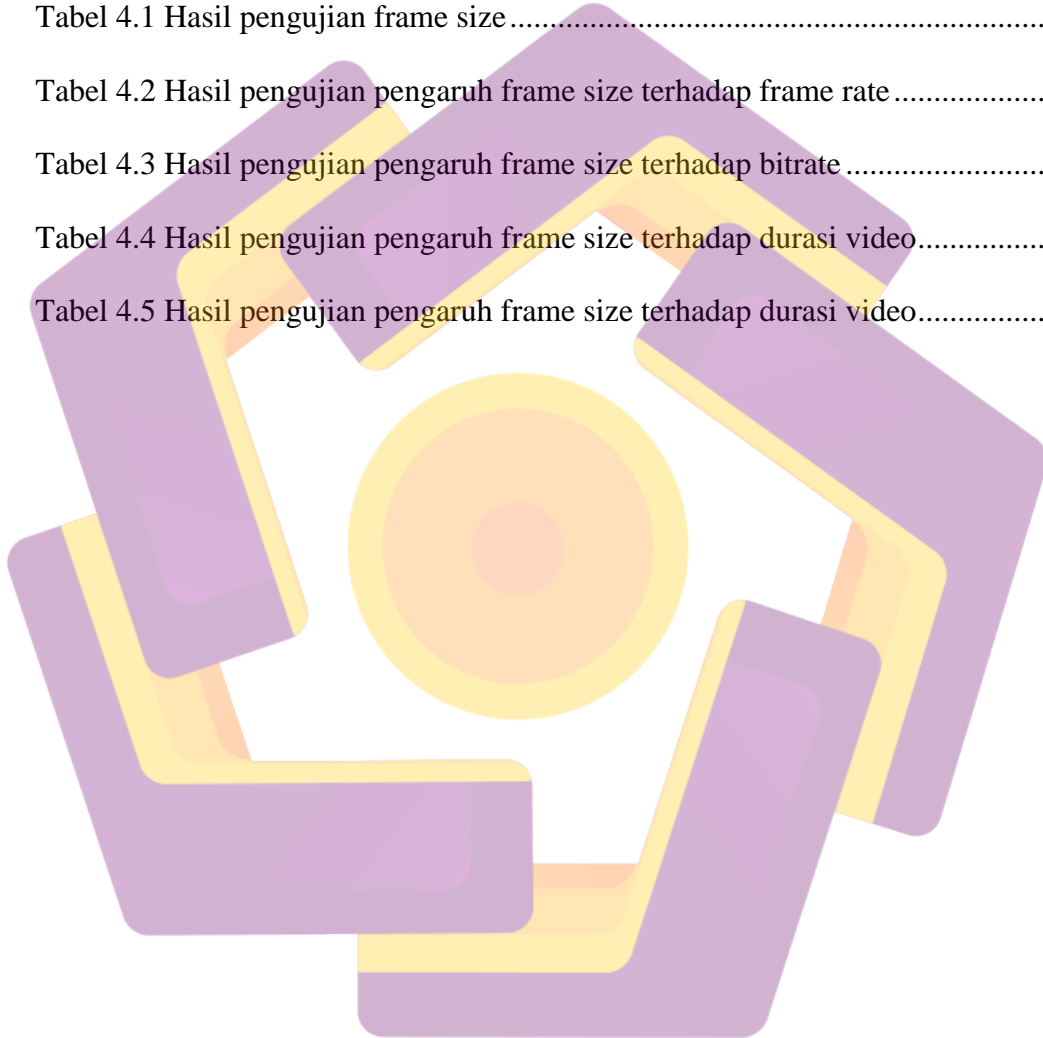 Tabel 4.1 Hasil pengujian frame size.....................................................................
Tabel 4.2 Hasil pengujian pengaruh frame size terhadap frame rate....................
Tabel 4.3 Hasil pengujian pengaruh frame size terhadap bitrate..........................
Tabel 4.4 Hasil pengujian pengaruh frame size terhadap durasi video................
Tabel 4.5 Hasil pengujian pengaruh frame size terhadap durasi video................